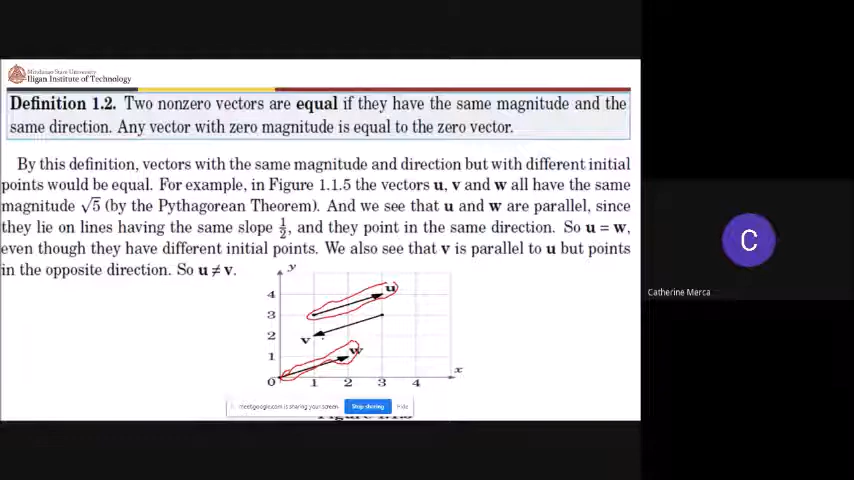 Mindanao State University
Iligan Institute of Technology
Definition 1.2. Two nonzero vectors are equal if they have the same magnitude and the
same direction. Any vector with zero magnitude is equal to the zero vector.
By this definition, vectors with the same magnitude and direction but with different initial
points would be equal. For example, in Figure 1.1.5 the vectors u, v and w all have the same
magnitude √5 (by the Pythagorean Theorem). And we see that u and w are parallel, since
they lie on lines having the same slope 1/2, and they point in the same direction. So u = w,
even though they have different initial points. We also see that v is parallel to u but points
in the opposite direction. So u ≠ v.
y
4
u
3
2
v
1
w
0 1 2 3 4
x
meet.google.com is sharing your screen. Stop sharing Hide
C
Catherine Merca